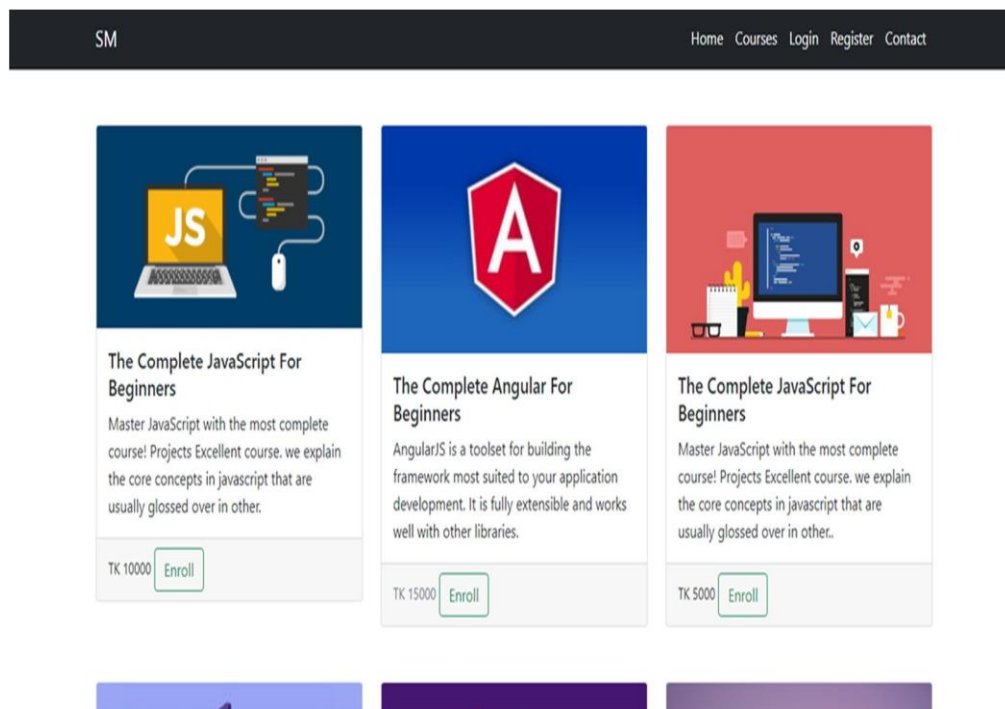 SM
Home Courses Login Register Contact
JS
The Complete JavaScript For
Beginners
Master JavaScript with the most complete
course! Projects Excellent course. we explain
the core concepts in javascript that are
usually glossed over in other.
TK 10000 Enroll
A
The Complete Angular For
Beginners
AngularJS is a toolset for building the
framework most suited to your application
development. It is fully extensible and works
well with other libraries.
TK 15000 Enroll
The Complete JavaScript For
Beginners
Master JavaScript with the most complete
course! Projects Excellent course. we explain
the core concepts in javascript that are
usually glossed over in other..
TK 5000 Enroll